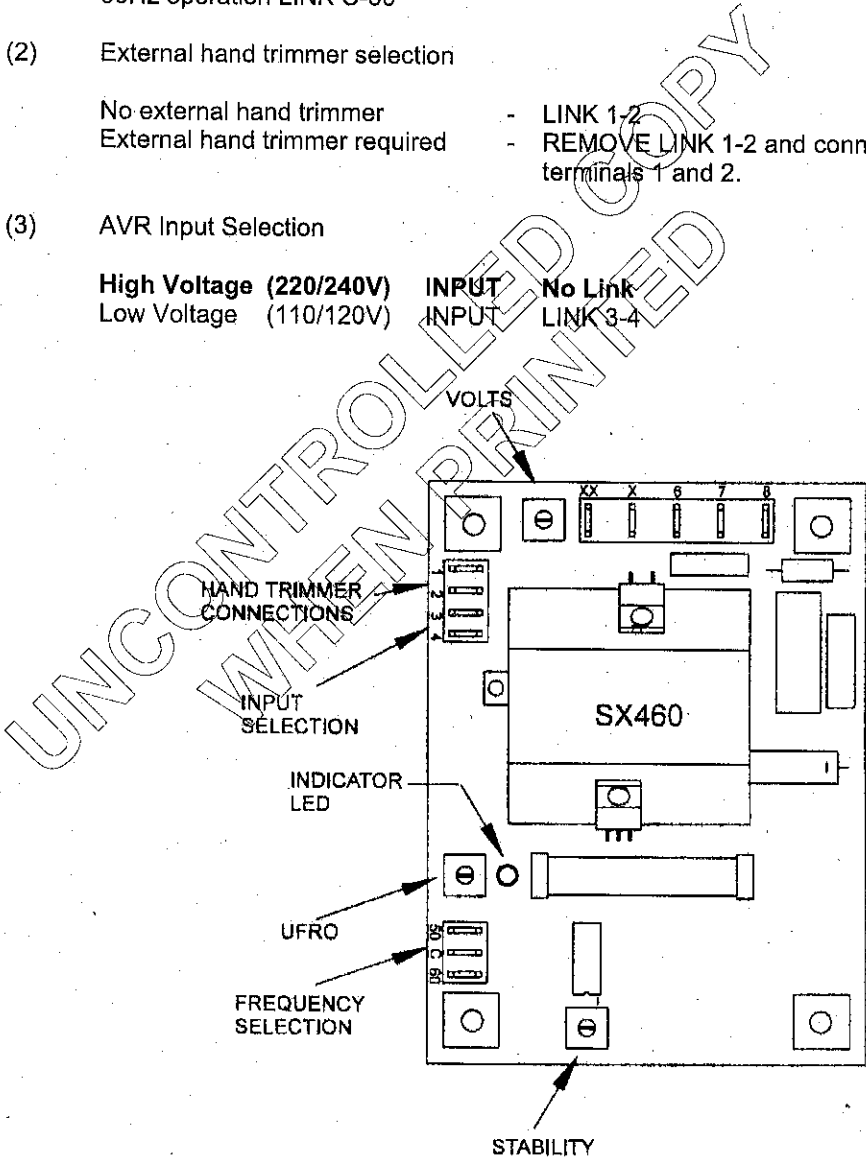 operation LINK
(2) External hand trimmer selection
No external hand trimmer - LINK 1-2
External hand trimmer required - REMOVE LINK 1-2 and conn
terminals 1 and 2.
(3) AVR Input Selection
High Voltage (220/240V) INPUT No Link
Low Voltage (110/120V) INPUT LINK 3-4
UNCONTROLLED COPY
WHEN PRINTED
VOLTS
XX X 6 7 8
HAND TRIMMER
CONNECTIONS
1
2
3
4
INPUT
SELECTION
SX460
INDICATOR
LED
UFRO
50
C
60
FREQUENCY
SELECTION
STABILITY